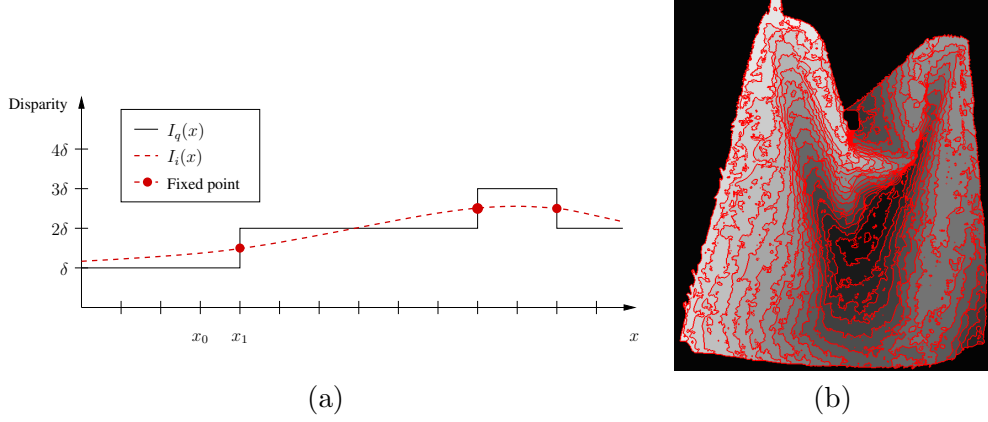 Disparity
I_q(x)
I_i(x)
Fixed point
4δ
3δ
2δ
δ
x_0 x_1 x
(a) (b)